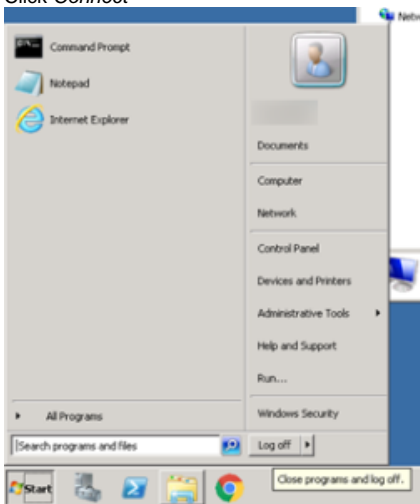 Click Connect
Command Prompt
Notepad
Internet Explorer
Documents
Computer
Network
Control Panel
Devices and Printers
Administrative Tools
Help and Support
Run...
All Programs
Windows Security
Search programs and files
Log off
Start
Close programs and log off.